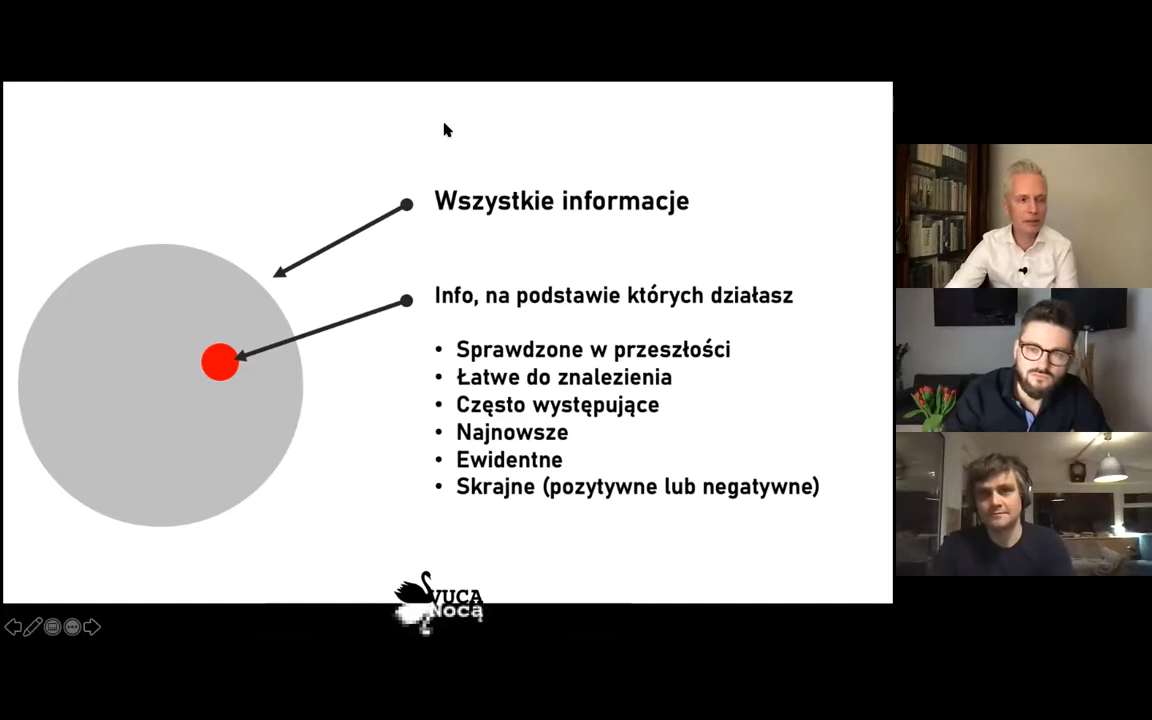 Wszystkie informacje
Info, na podstawie których działasz
• Sprawdzone w przeszłości
• Łatwe do znalezienia
• Często występujące
• Najnowsze
• Ewidentne
• Skrajne (pozytywne lub negatywne)
VUCA
Nocą